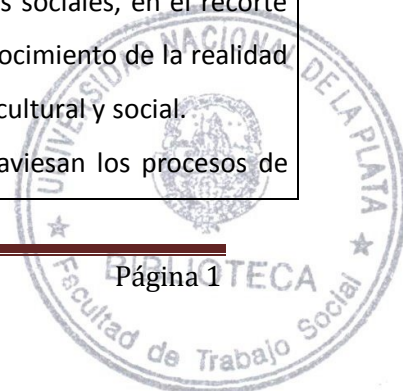 s sociales, en el recorte
ocimiento de la realidad
cultural y social.
aviesan los procesos de
Página 1
UNIVERSIDAD NACIONAL DE LA PLATA
BIBLIOTECA
Facultad de Trabajo Social